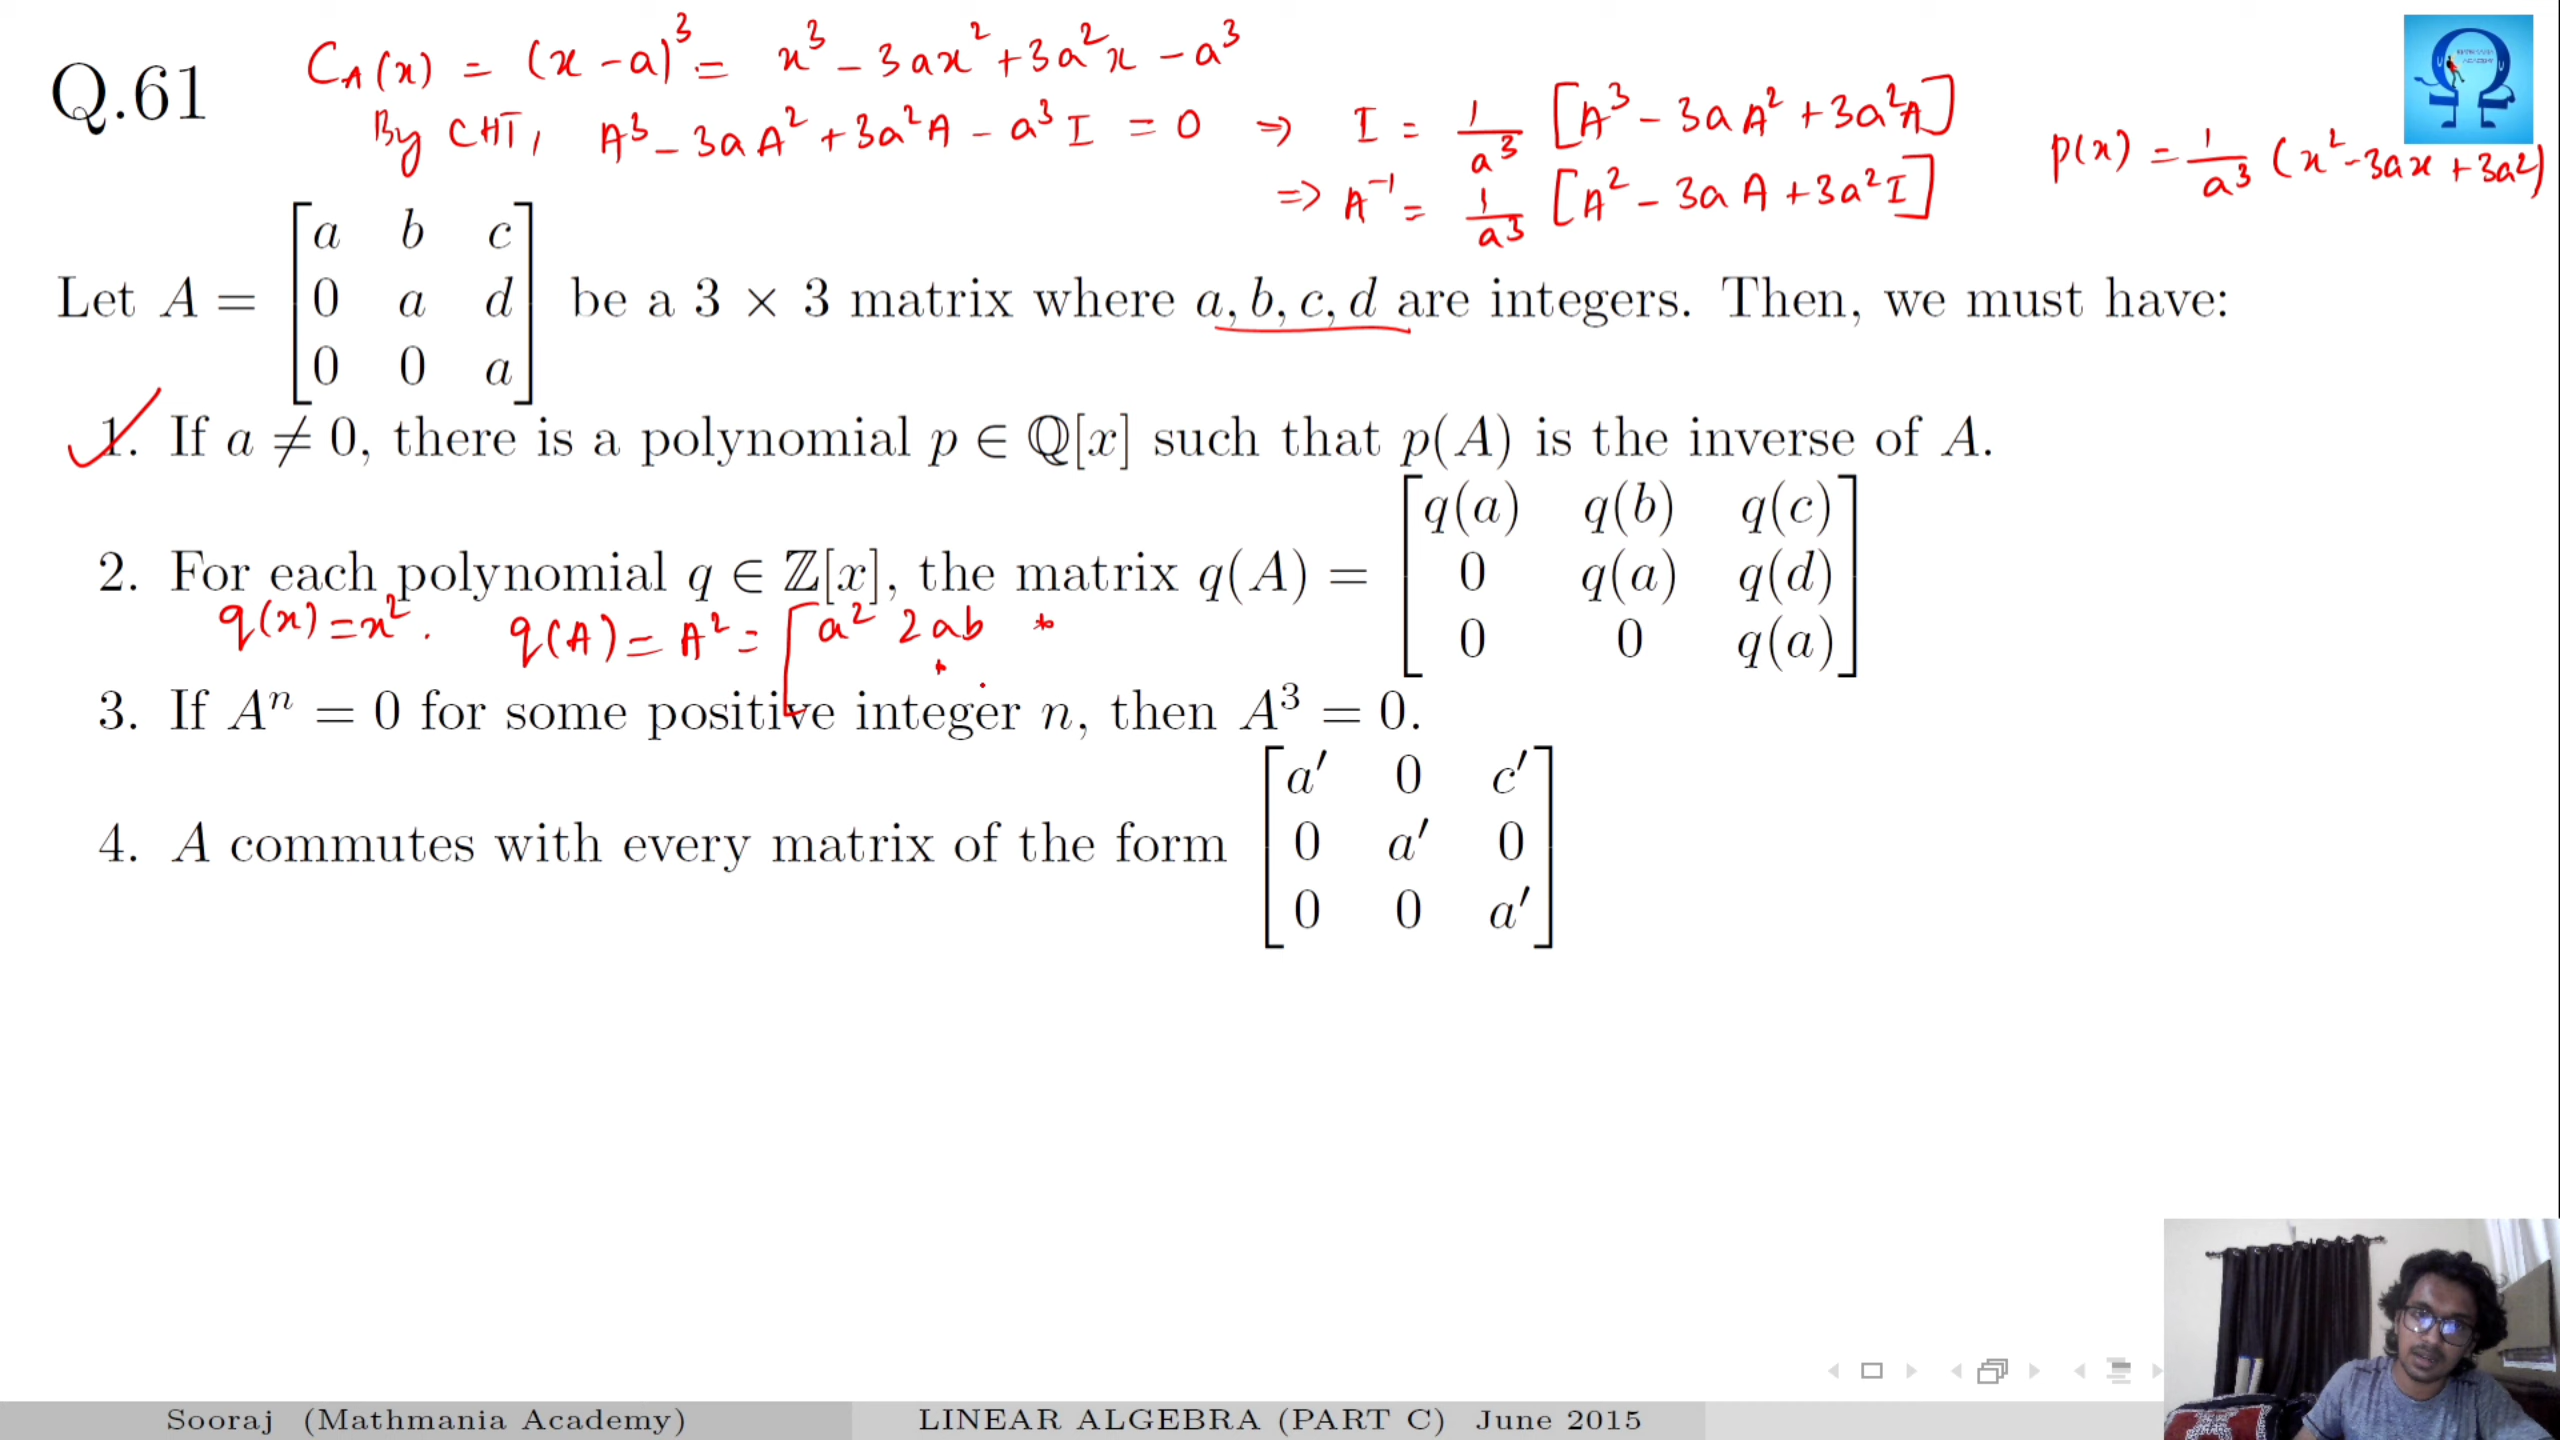 C_A(x) = (x-a)^3 = x^3 - 3ax^2 + 3a^2x - a^3
Q.61
By CHT, A^3 - 3aA^2 + 3a^2A - a^3I = 0 ⇒ I = 1/a^3 [A^3 - 3aA^2 + 3a^2A]
⇒ A^-1 = 1/a^3 [A^2 - 3aA + 3a^2I]
p(x) = 1/a^3 (x^2 - 3ax + 3a^2)
Let A = [a b c; 0 a d; 0 0 a] be a 3 × 3 matrix where a, b, c, d are integers. Then, we must have:
1. If a ≠ 0, there is a polynomial p ∈ ℚ[x] such that p(A) is the inverse of A.
2. For each polynomial q ∈ ℤ[x], the matrix q(A) = [q(a) q(b) q(c); 0 q(a) q(d); 0 0 q(a)]
q(x) = x^2. q(A) = A^2 = [a^2 2ab *
3. If A^n = 0 for some positive integer n, then A^3 = 0.
4. A commutes with every matrix of the form [a′ 0 c′; 0 a′ 0; 0 0 a′]
Sooraj (Mathmania Academy) LINEAR ALGEBRA (PART C) June 2015